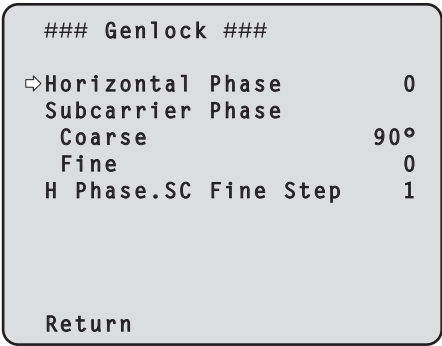 ### Genlock ###
⇨Horizontal Phase 0
Subcarrier Phase
Coarse 90°
Fine 0
H Phase.SC Fine Step 1
Return